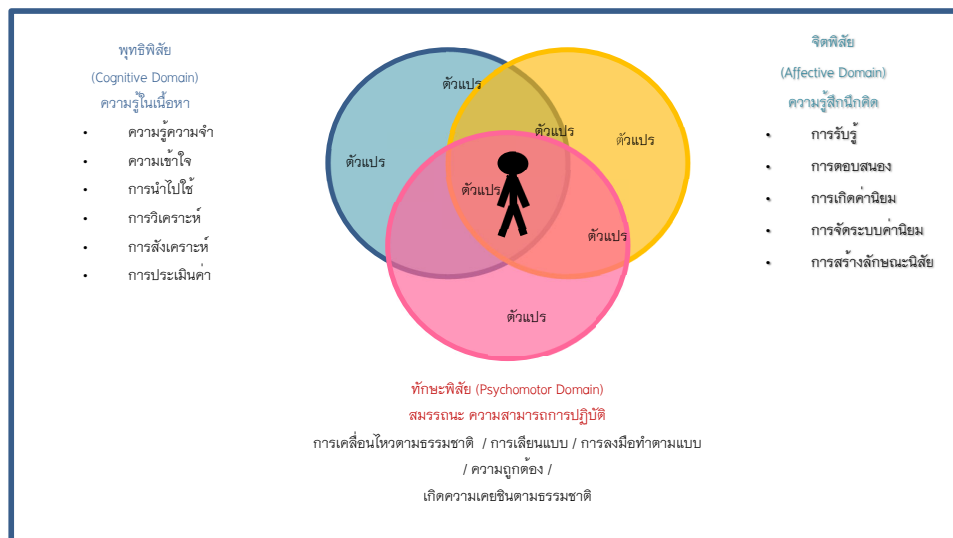 พุทธิพิสัย
(Cognitive Domain)
ความรู้ในเนื้อหา
• ความรู้ความจำ
• ความเข้าใจ
• การนำไปใช้
• การวิเคราะห์
• การสังเคราะห์
• การประเมินค่า
ตัวแปร
ตัวแปร
ตัวแปร
ตัวแปร
ตัวแปร
ตัวแปร
ตัวแปร
จิตพิสัย
(Affective Domain)
ความรู้สึกนึกคิด
• การรับรู้
• การตอบสนอง
• การเกิดค่านิยม
• การจัดระบบค่านิยม
• การสร้างลักษณะนิสัย
ทักษะพิสัย (Psychomotor Domain)
สมรรถนะ ความสามารถการปฏิบัติ
การเคลื่อนไหวตามธรรมชาติ / การเลียนแบบ / การลงมือทำตามแบบ
/ ความถูกต้อง /
เกิดความเคยชินตามธรรมชาติ